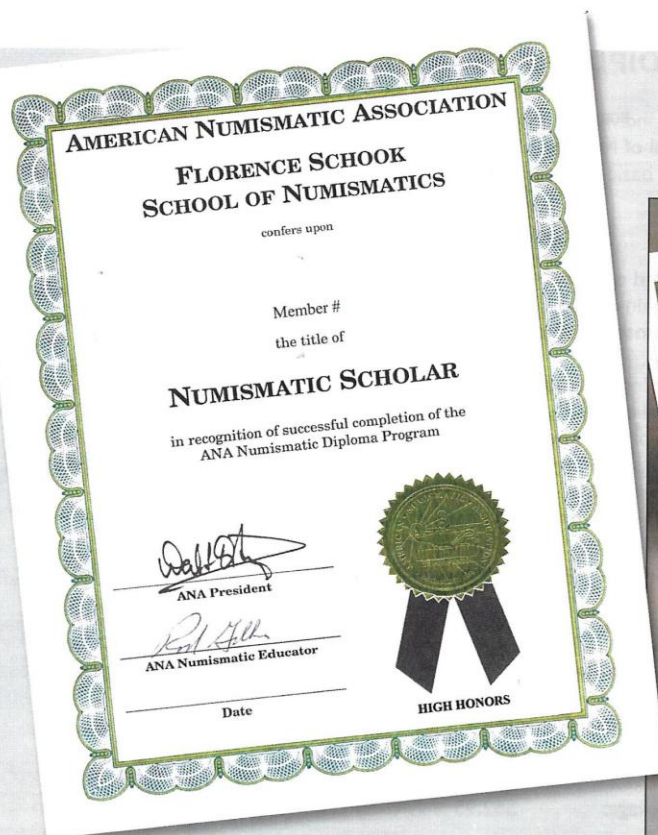 AMERICAN NUMISMATIC ASSOCIATION
FLORENCE SCHOOK
SCHOOL OF NUMISMATICS
confers upon
Member #
the title of
NUMISMATIC SCHOLAR
in recognition of successful completion of the
ANA Numismatic Diploma Program
ANA President
ANA Numismatic Educator
Date
HIGH HONORS